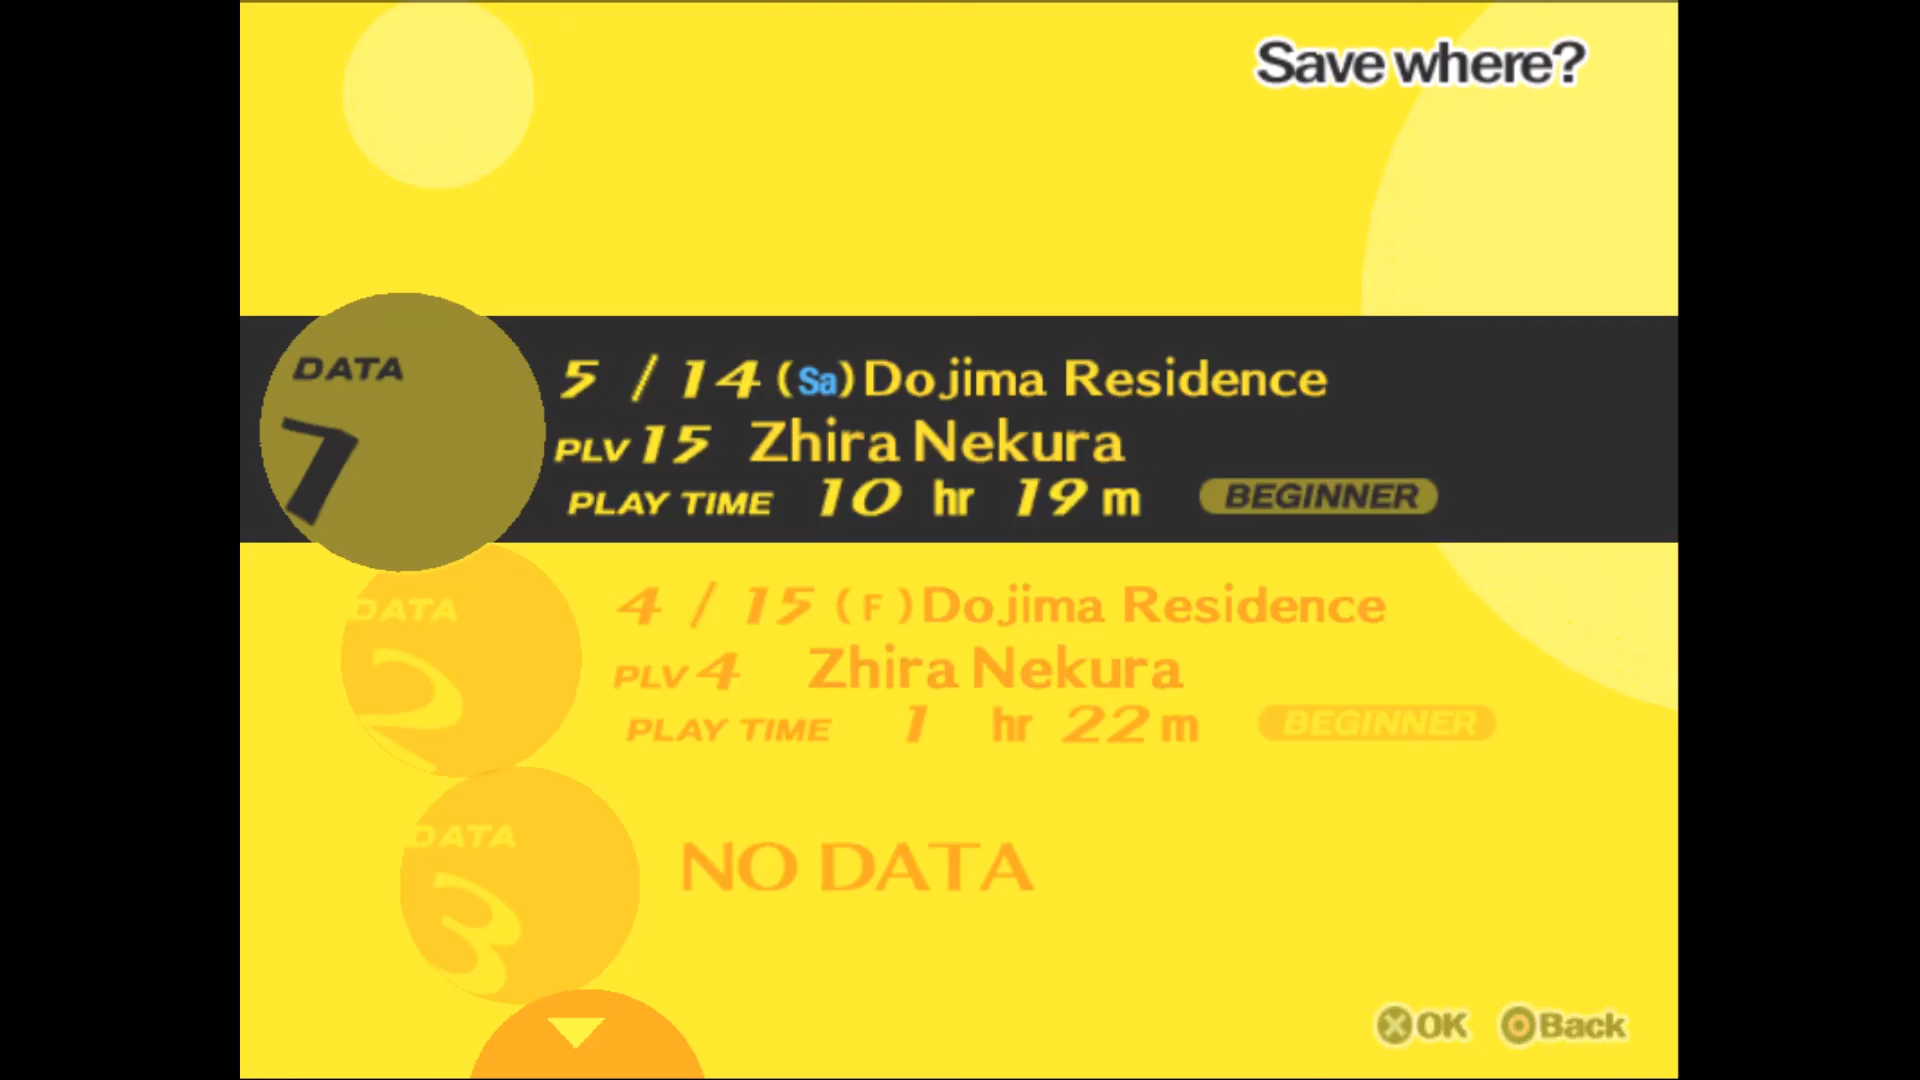 Save where?
DATA 1
5 / 14 (Sa) Dojima Residence
PLV 15 Zhira Nekura
PLAY TIME 10 hr 19 m BEGINNER
DATA 2
4 / 15 ( F ) Dojima Residence
PLV 4 Zhira Nekura
PLAY TIME 1 hr 22 m BEGINNER
DATA 3
NO DATA
OK Back